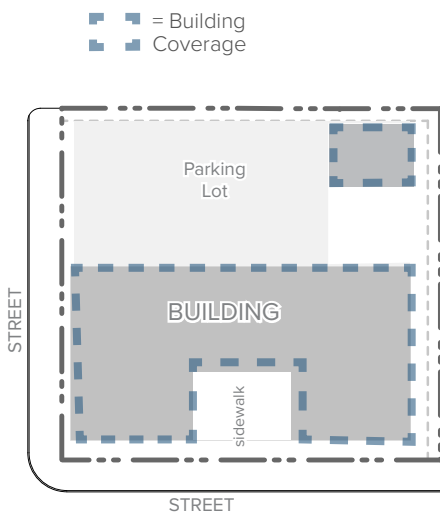 = Building
Coverage
Parking
Lot
BUILDING
sidewalk
STREET
STREET